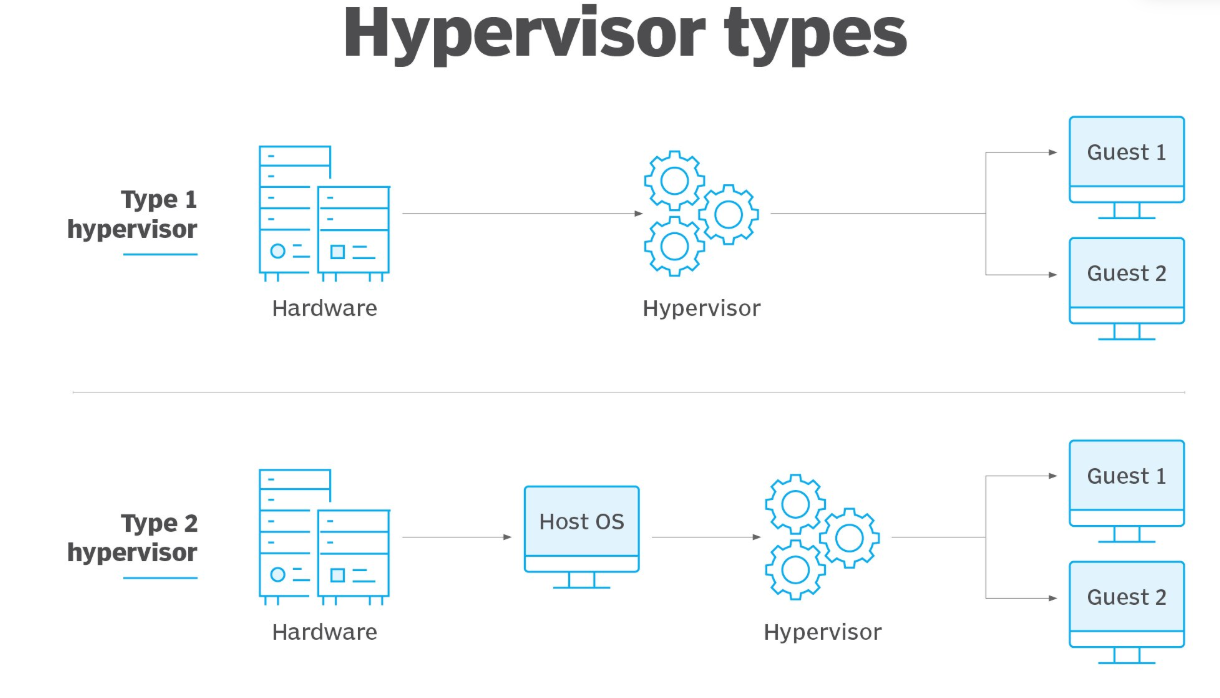 Hypervisor types
Type 1
hypervisor
Hardware
Hypervisor
Guest 1
Guest 2
Type 2
hypervisor
Hardware
Host OS
Hypervisor
Guest 1
Guest 2